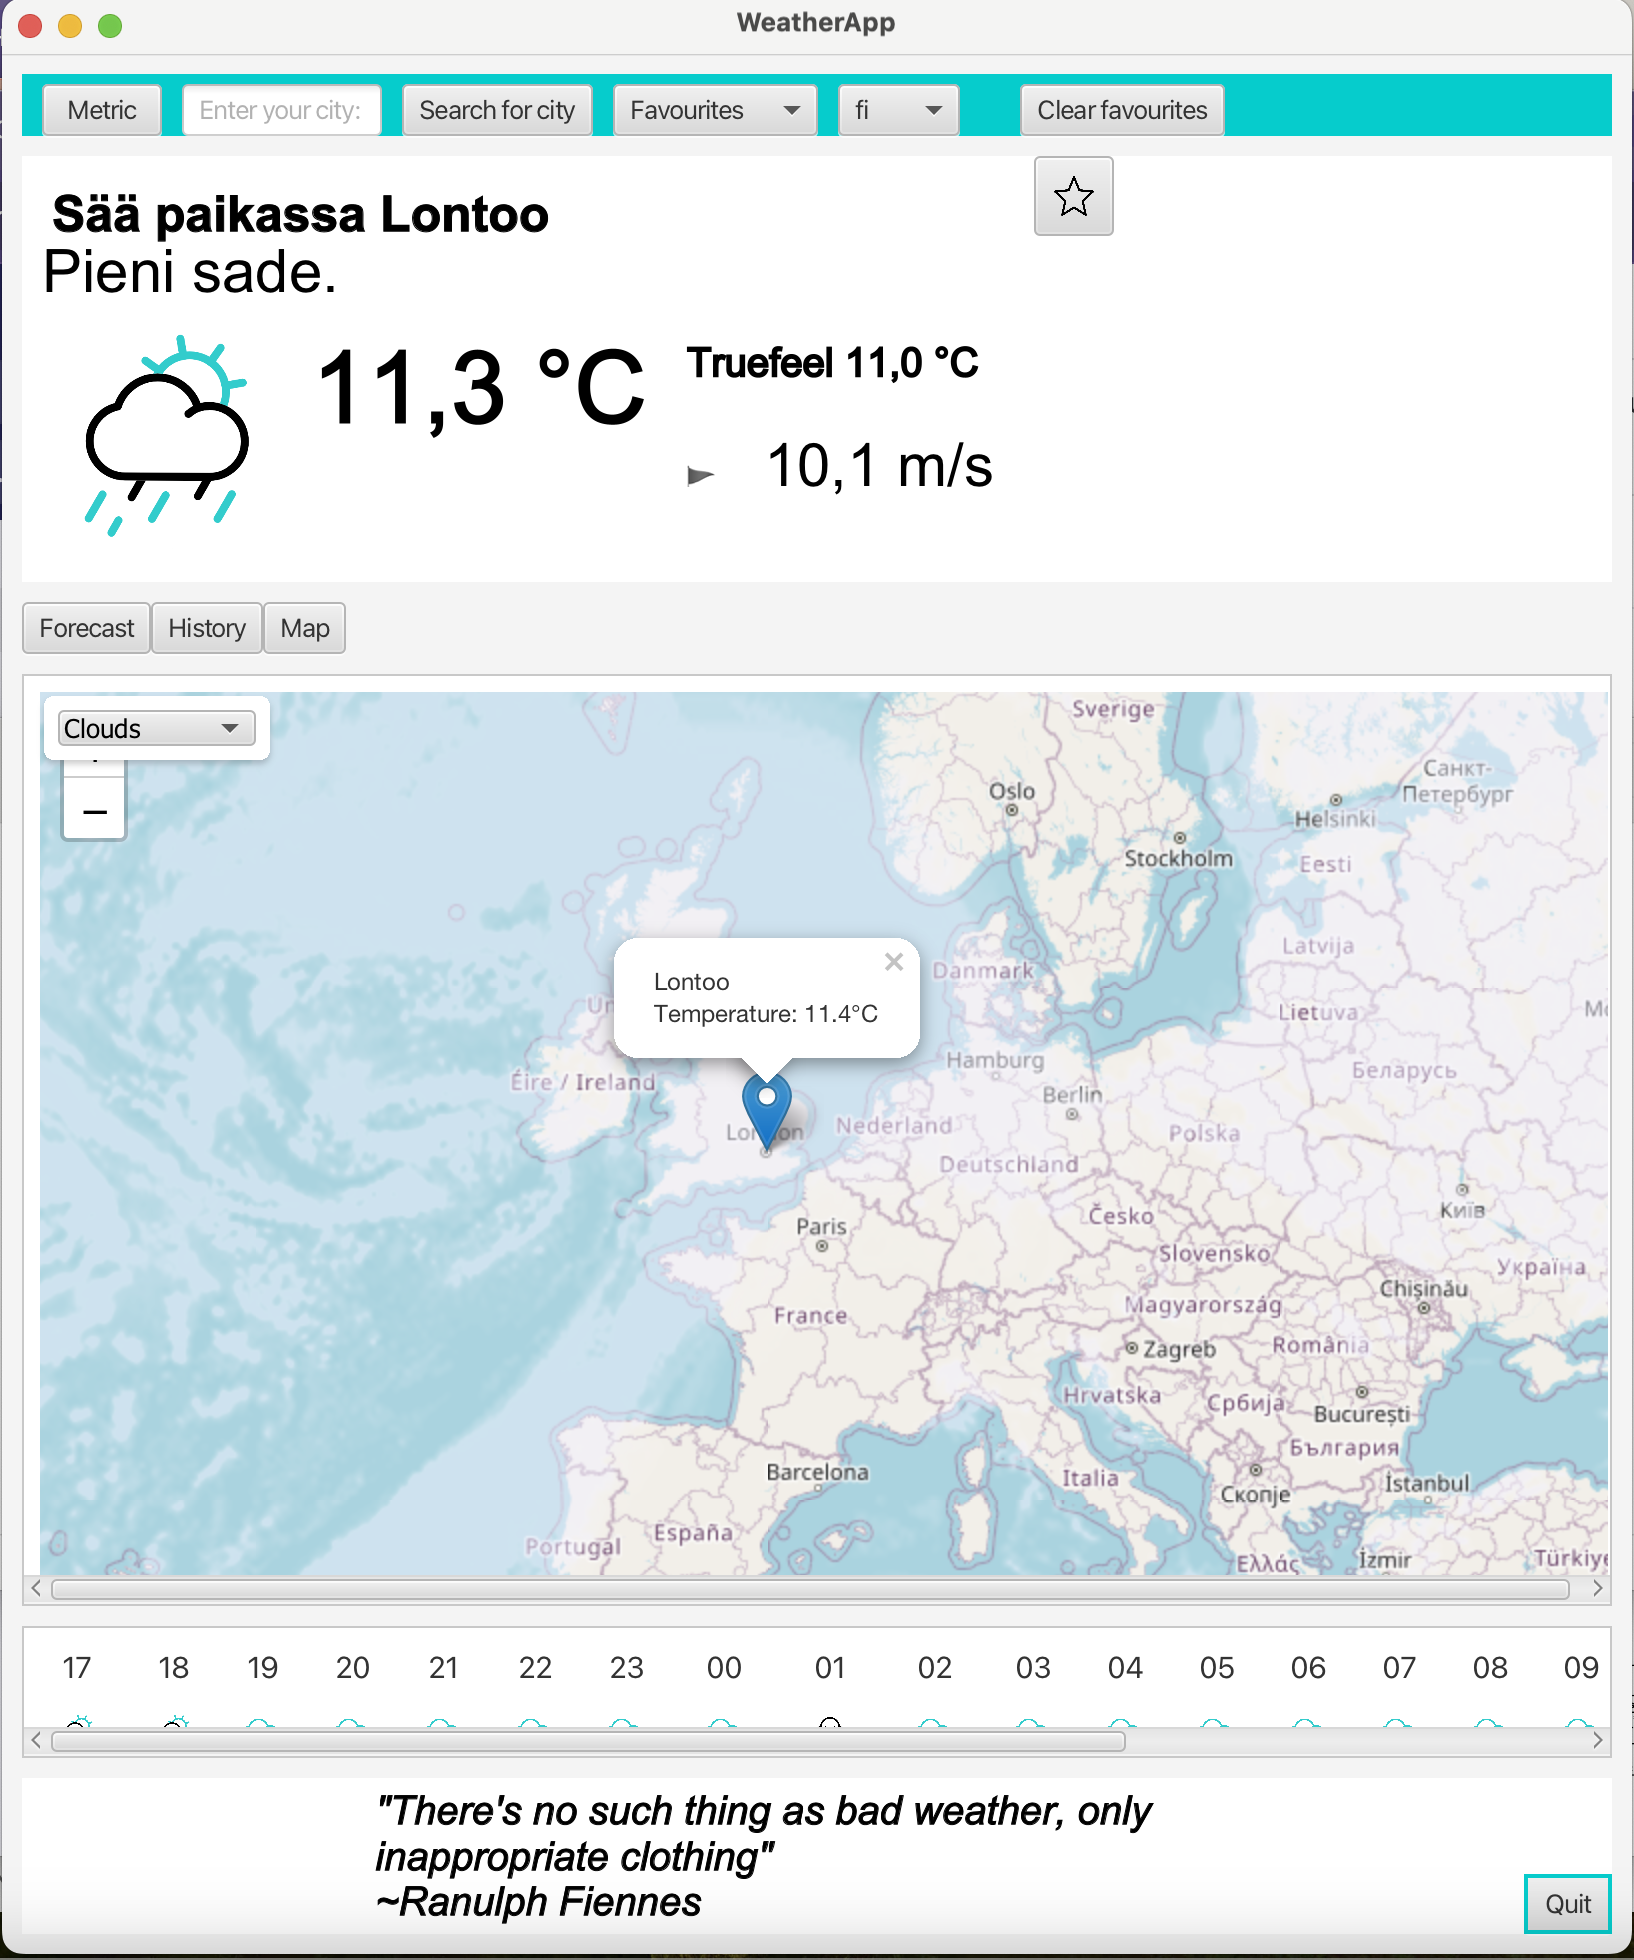 WeatherApp
Metric
Enter your city:
Search for city
Favourites
fi
Clear favourites
Sää paikassa Lontoo
Pieni sade.
11,3 °C
Truefeel 11,0 °C
10,1 m/s
Forecast
History
Map
Clouds
−
Sverige
Санкт-
Петербург
Oslo
Helsinki
Stockholm
Eesti
Latvija
Danmark
Lietuva
Lontoo
Temperature: 11.4°C
Hamburg
Беларусь
Éire / Ireland
Berlin
Nederland
Polska
Deutschland
Київ
Česko
Paris
Slovensko
Україна
Chișinău
Magyarország
France
Zagreb
România
Hrvatska
Србија
București
България
Barcelona
Italia
İstanbul
Скопје
España
Portugal
Ελλάς
İzmir
17 18 19 20 21 22 23 00 01 02 03 04 05 06 07 08 09
"There's no such thing as bad weather, only
inappropriate clothing"
~Ranulph Fiennes
Quit